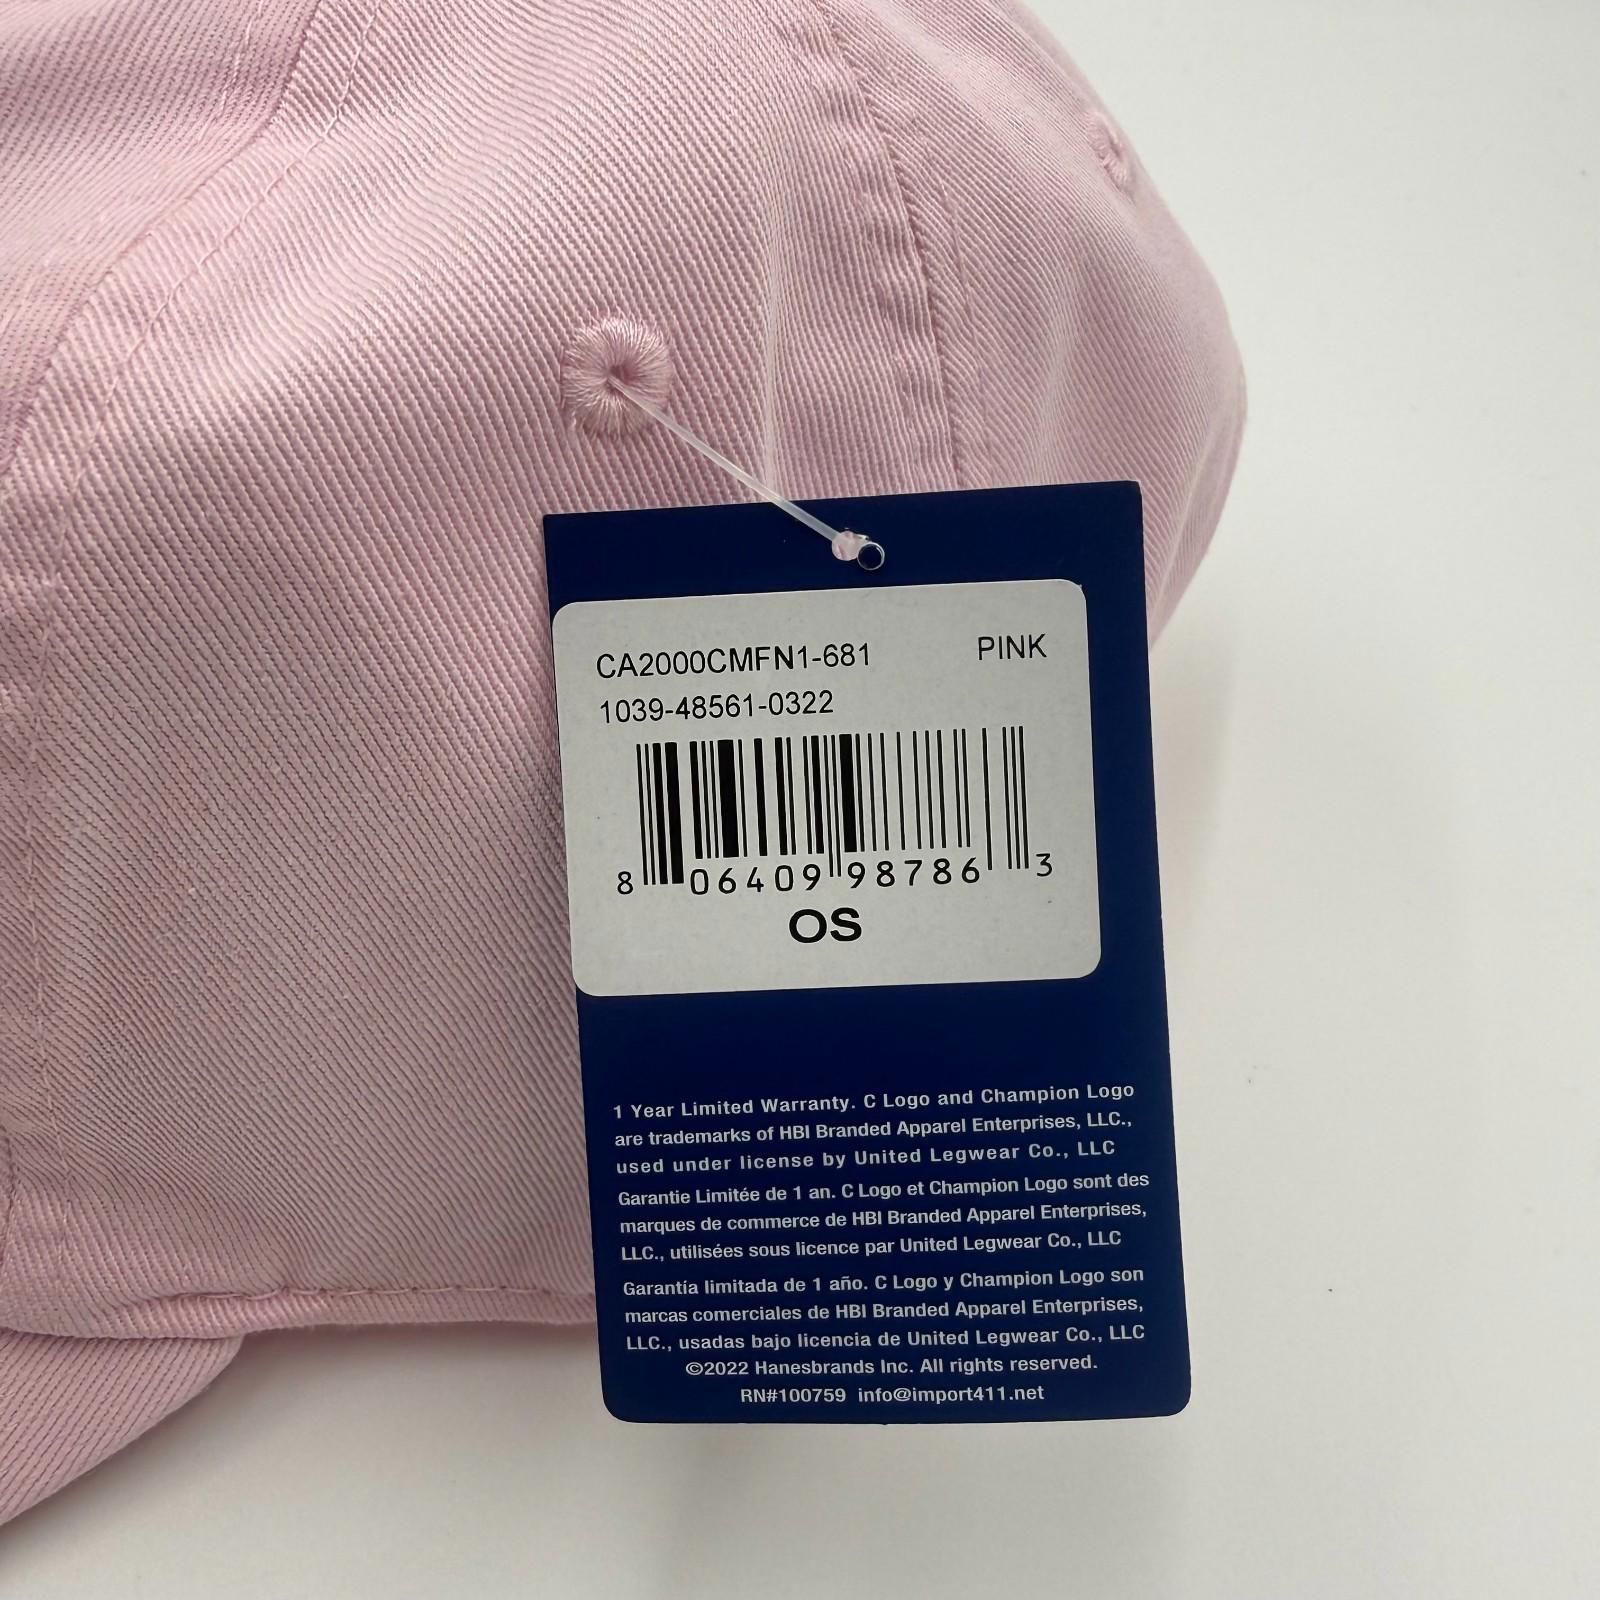 CA2000CMFN1-681 PINK
1039-48561-0322
8 06409 98786 3
OS
1 Year Limited Warranty. C Logo and Champion Logo
are trademarks of HBI Branded Apparel Enterprises, LLC.,
used under license by United Legwear Co., LLC
Garantie Limitée de 1 an. C Logo et Champion Logo sont des
marques de commerce de HBI Branded Apparel Enterprises,
LLC., utilisées sous licence par United Legwear Co., LLC
Garantía limitada de 1 año. C Logo y Champion Logo son
marcas comerciales de HBI Branded Apparel Enterprises,
LLC., usadas bajo licencia de United Legwear Co., LLC
©2022 Hanesbrands Inc. All rights reserved.
RN#100759 info@import411.net